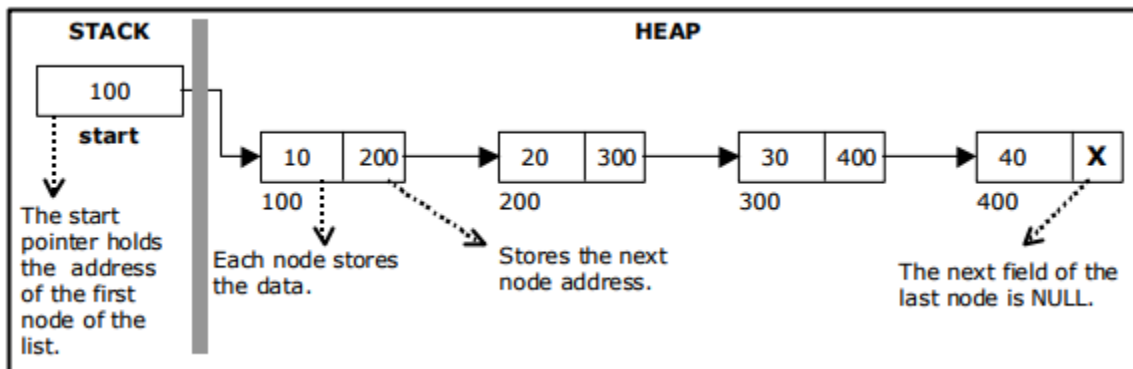 STACK
HEAP
100
start
10
200
20
300
30
400
40
X
100
200
300
400
The start
pointer holds
the address
of the first
node of the
list.
Each node stores
the data.
Stores the next
node address.
The next field of the
last node is NULL.